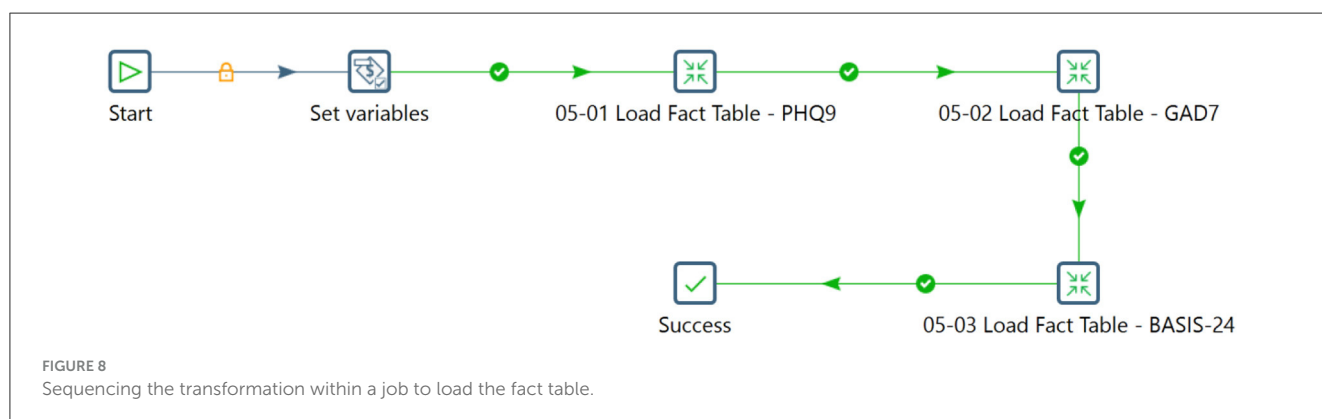 Start
Set variables
05-01 Load Fact Table - PHQ9
05-02 Load Fact Table - GAD7
Success
05-03 Load Fact Table - BASIS-24
FIGURE 8
Sequencing the transformation within a job to load the fact table.